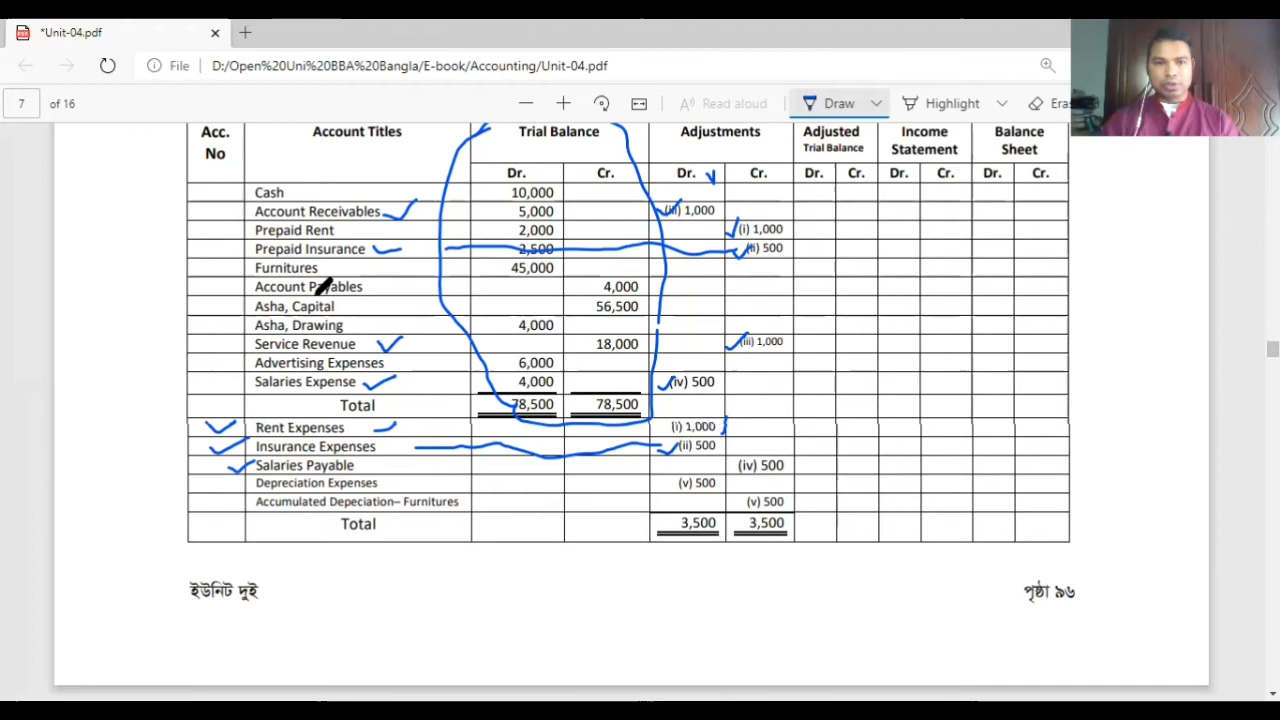 *Unit-04.pdf
File D:/Open%20Uni%20BBA%20Bangla/E-book/Accounting/Unit-04.pdf
7 of 16 Read aloud Draw Highlight Eras
Acc. No Account Titles Trial Balance Adjustments Adjusted Trial Balance Income Statement Balance Sheet
Dr. Cr. Dr. Cr. Dr. Cr. Dr. Cr. Dr. Cr.
Cash 10,000
Account Receivables 5,000 (iii) 1,000
Prepaid Rent 2,000 (i) 1,000
Prepaid Insurance 2,500 (ii) 500
Furnitures 45,000
Account Payables 4,000
Asha, Capital 56,500
Asha, Drawing 4,000
Service Revenue 18,000 (iii) 1,000
Advertising Expenses 6,000
Salaries Expense 4,000 (iv) 500
Total 78,500 78,500
Rent Expenses (i) 1,000
Insurance Expenses (ii) 500
Salaries Payable (iv) 500
Depreciation Expenses (v) 500
Accumulated Depeciation– Furnitures (v) 500
Total 3,500 3,500
ইউনিট দুই পৃষ্ঠা ৯৬